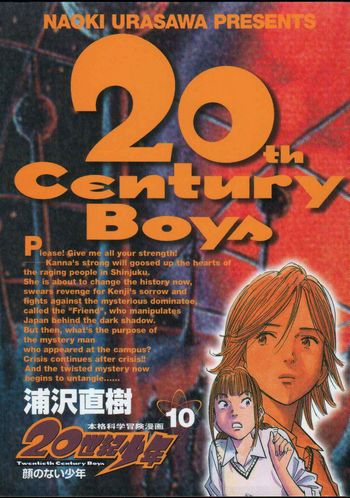 NAOKI URASAWA PRESENTS
20th
Century
Boys
Please! Give me all your strength!
Kanna's strong will goosed up the hearts of
the raging people in Shinjuku.
She is about to change the history now,
swears revenge for Kenji's sorrow and
fights against the mysterious dominatoe,
called the "Friend", who manipulates
Japan behind the dark shadow.
But then, what's the purpose of
the mystery man
who appeared at the campus?
Crisis continues after crisis!!
And the twisted mystery now
begins to untangle......
浦沢直樹
10
本格科学冒険漫画
20世紀少年
Twentieth Century Boys
顔のない少年